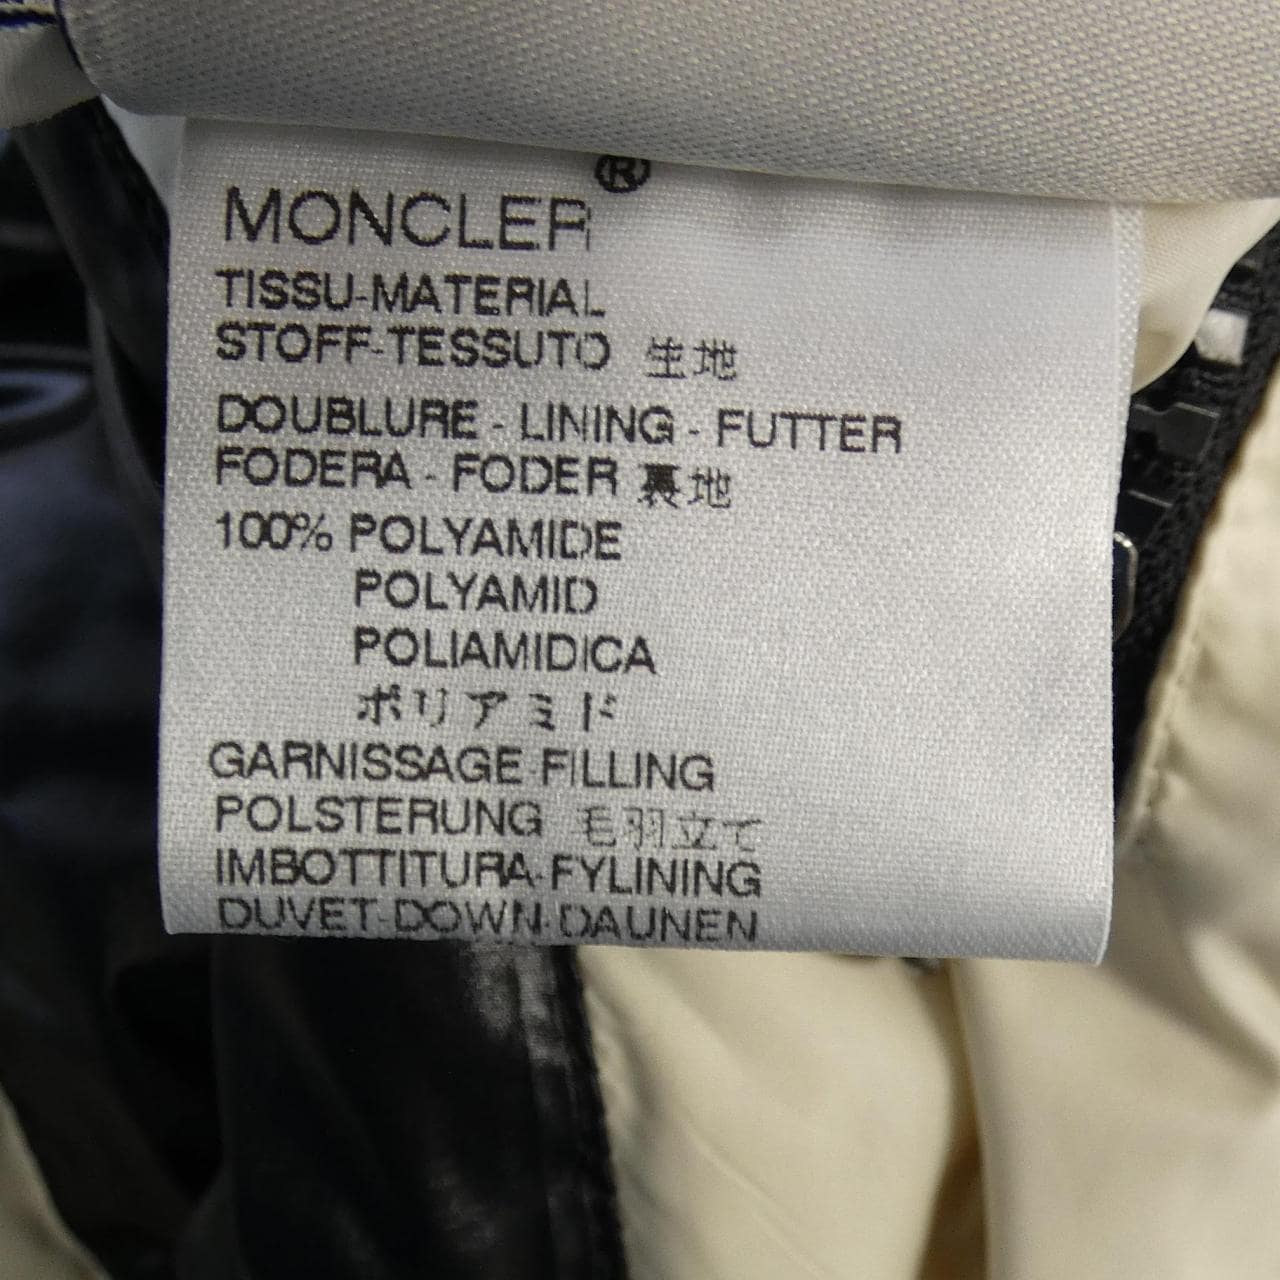 MONCLER®
TISSU-MATERIAL
STOFF-TESSUTO 生地
DOUBLURE - LINING - FUTTER
FODERA - FODER 裏地
100% POLYAMIDE
POLYAMID
POLIAMIDICA
ポリアミド
GARNISSAGE-FILLING
POLSTERUNG 毛羽立て
IMBOTTITURA-FYLINING
DUVET-DOWN-DAUNEN